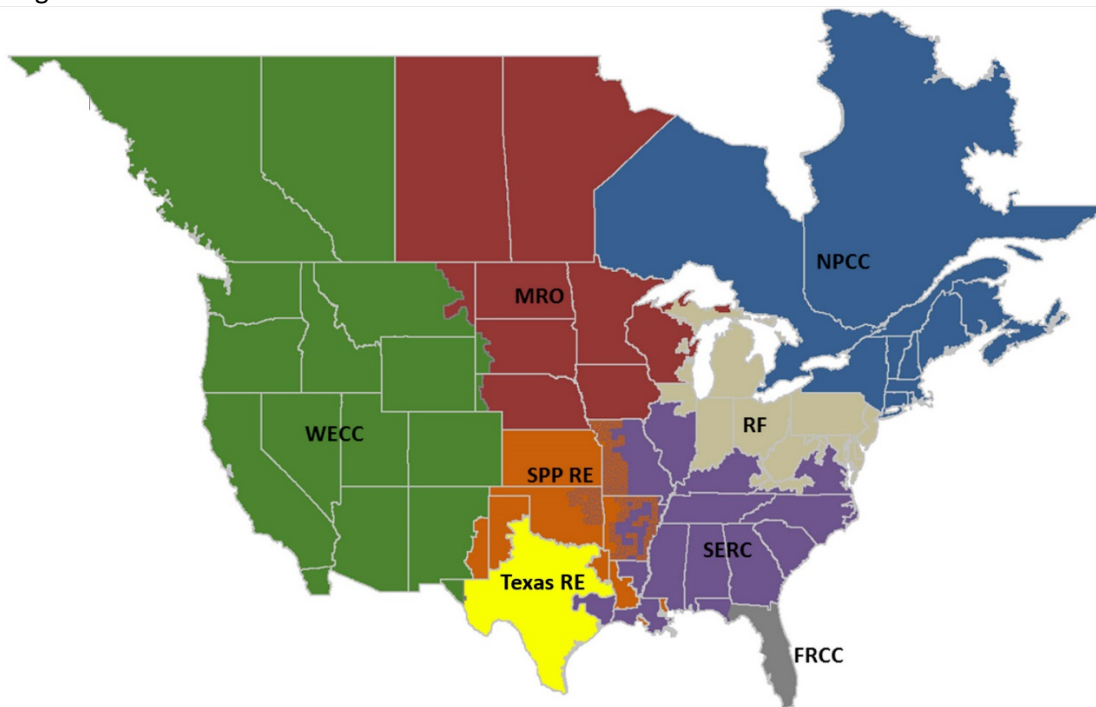 NPCC
MRO
RF
WECC
SPP RE
SERC
Texas RE
FRCC